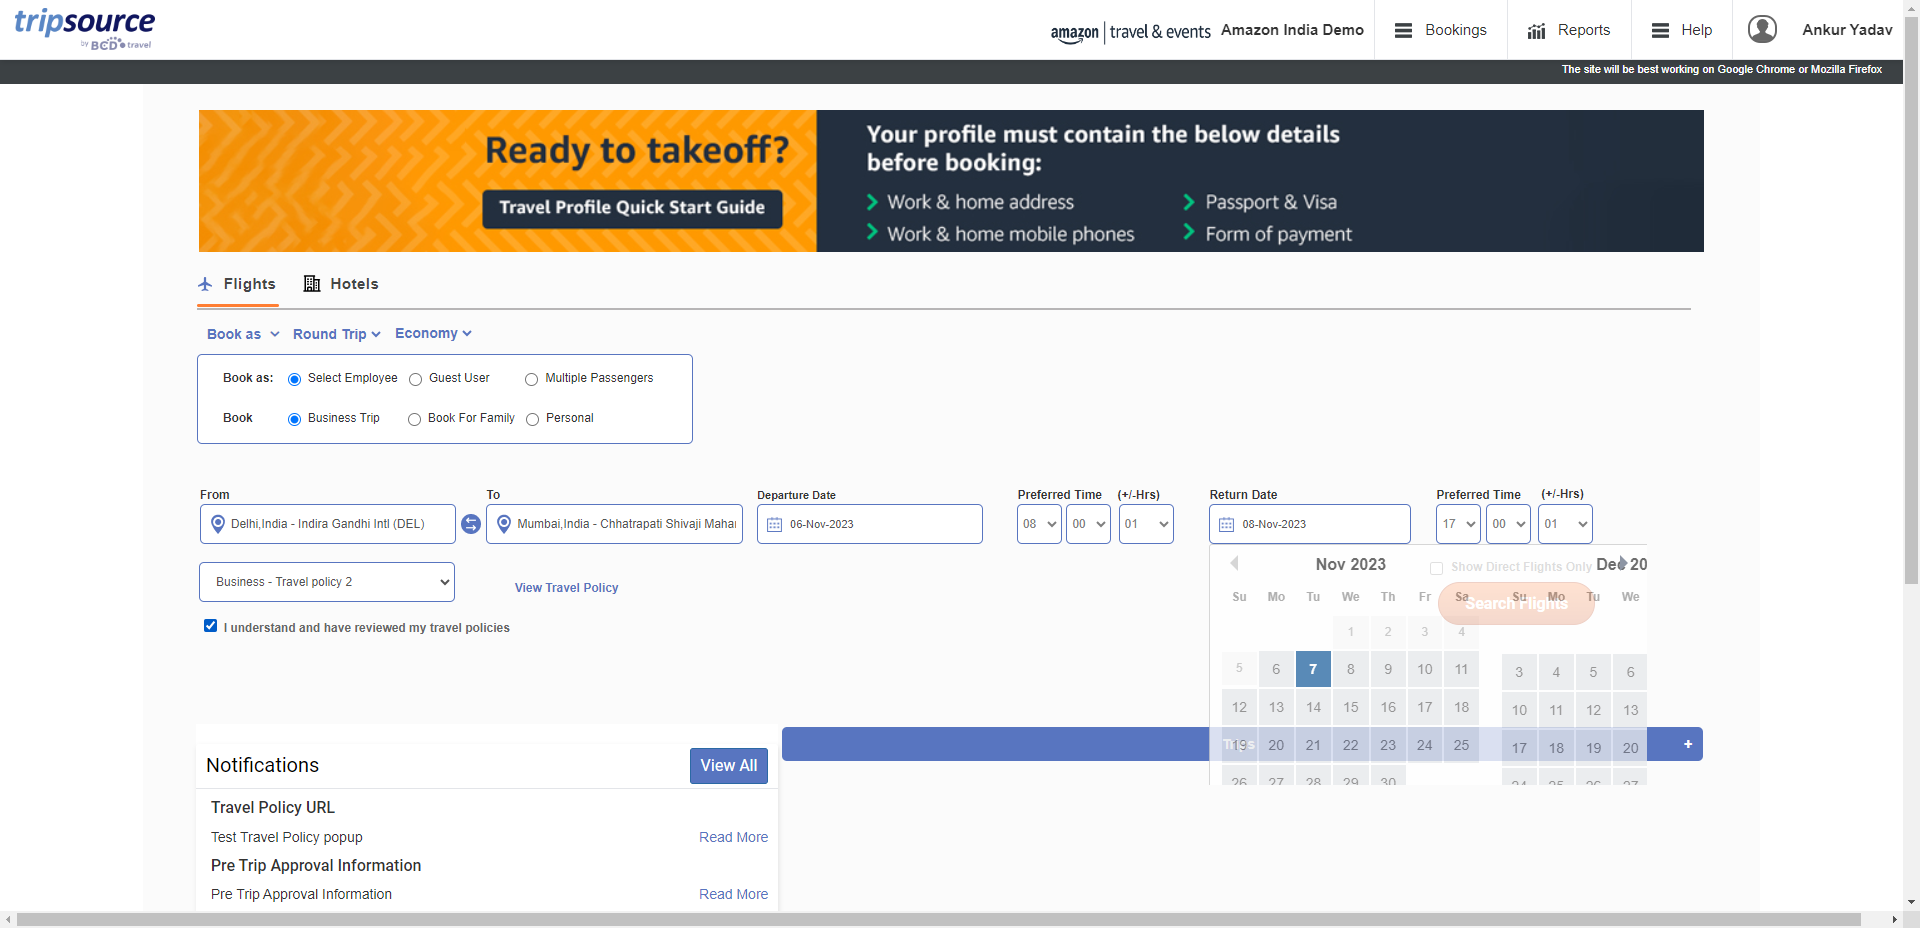 tripsource
by BCD travel
amazon travel & events Amazon India Demo Bookings Reports Help Ankur Yadav
The site will be best working on Google Chrome or Mozilla Firefox
Ready to takeoff?
Travel Profile Quick Start Guide
Your profile must contain the below details
before booking:
Work & home address Passport & Visa
Work & home mobile phones Form of payment
Flights Hotels
Book as Round Trip Economy
Book as: Select Employee Guest User Multiple Passengers
Book Business Trip Book For Family Personal
From To Departure Date Preferred Time (+/-Hrs) Return Date Preferred Time (+/-Hrs)
Delhi,India - Indira Gandhi Intl (DEL) Mumbai,India - Chhatrapati Shivaji Mahar 06-Nov-2023 08 00 01 08-Nov-2023 17 00 01
Business - Travel policy 2 View Travel Policy
I understand and have reviewed my travel policies
Nov 2023 Show Direct Flights Only Dec 20
Su Mo Tu We Th Fr Sa Su Mo Tu We
Search Flights
1 2 3 4
5 6 7 8 9 10 11 3 4 5 6
12 13 14 15 16 17 18 10 11 12 13
Trips
19 20 21 22 23 24 25 17 18 19 20 +
26 27 28 29 30 24 25 26 27
Notifications View All
Travel Policy URL
Test Travel Policy popup Read More
Pre Trip Approval Information
Pre Trip Approval Information Read More